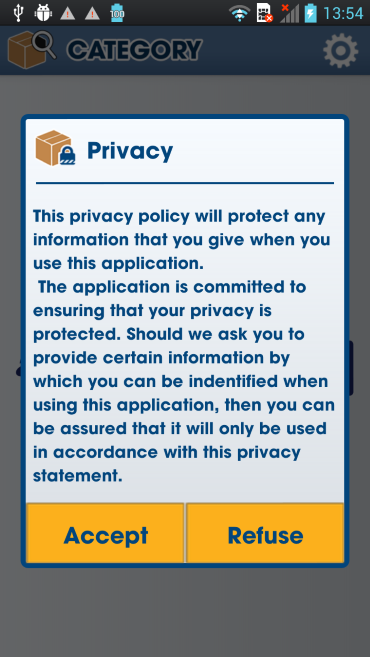 100
13:54
CATEGORY
Privacy
This privacy policy will protect any
information that you give when you
use this application.
The application is committed to
ensuring that your privacy is
protected. Should we ask you to
provide certain information by
which you can be indentified when
using this application, then you can
be assured that it will only be used
in accordance with this privacy
statement.
Accept
Refuse